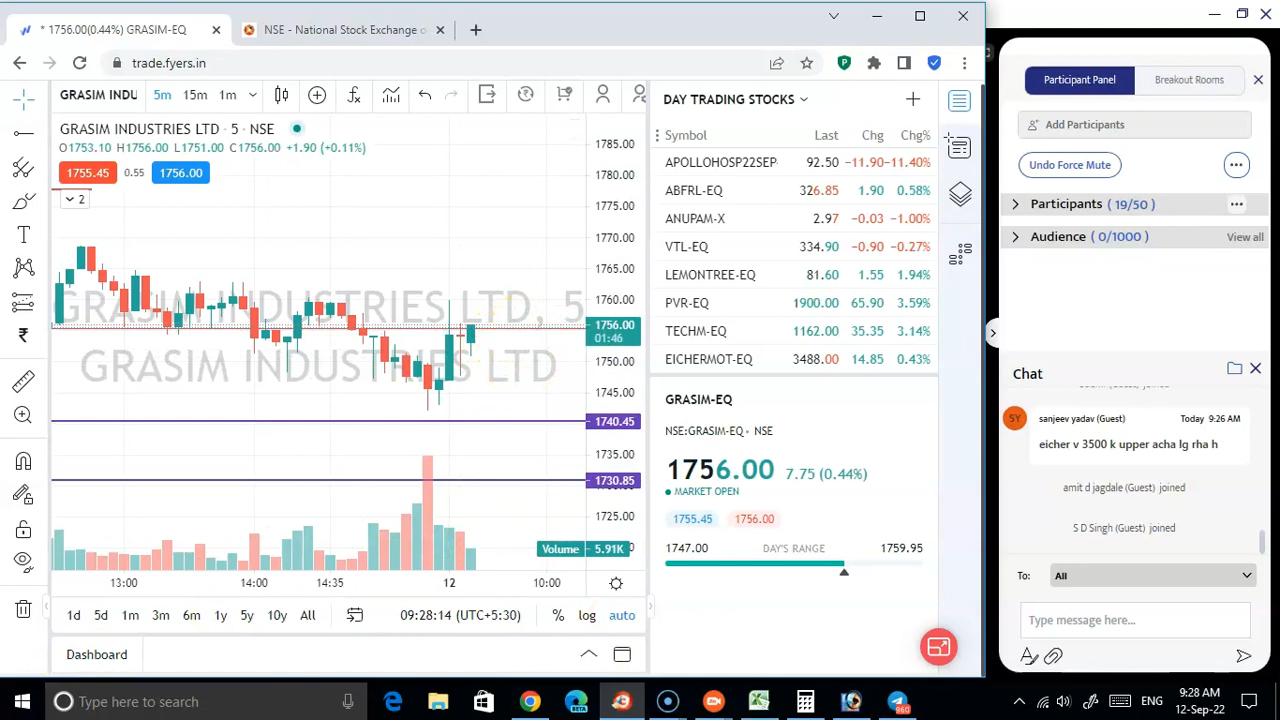 * 1756.00(0.44%) GRASIM-EQ
NSE - National Stock Exchange o
trade.fyers.in
GRASIM INDU 5m 15m 1m
GRASIM INDUSTRIES LTD · 5 · NSE
O1753.10 H1756.00 L1751.00 C1756.00 +1.90 (+0.11%)
1755.45 0.55 1756.00
2
GRASIM INDUSTRIES LTD, 5
GRASIM INDUSTRIES LTD
1785.00
1780.00
1775.00
1770.00
1765.00
1760.00
1756.00
01:46
1750.00
1745.00
1740.45
1735.00
1730.85
1725.00
Volume 5.91K
13:00 14:00 14:35 12 10:00
1d 5d 1m 3m 6m 1y 5y 10y All 09:28:14 (UTC+5:30) % log auto
Dashboard
DAY TRADING STOCKS
Symbol Last Chg Chg%
APOLLOHOSP22SEP 92.50 −11.90 −11.40%
ABFRL-EQ 326.85 1.90 0.58%
ANUPAM-X 2.97 −0.03 −1.00%
VTL-EQ 334.90 −0.90 −0.27%
LEMONTREE-EQ 81.60 1.55 1.94%
PVR-EQ 1900.00 65.90 3.59%
TECHM-EQ 1162.00 35.35 3.14%
EICHERMOT-EQ 3488.00 14.85 0.43%
GRASIM-EQ
NSE:GRASIM-EQ • NSE
1756.00 7.75 (0.44%)
MARKET OPEN
1755.45 1756.00
1747.00 DAY'S RANGE 1759.95
Participant Panel Breakout Rooms
Add Participants
Undo Force Mute
Participants ( 19/50 )
Audience ( 0/1000 ) View all
Chat
SY sanjeev yadav (Guest) Today 9:26 AM
eicher v 3500 k upper acha lg rha h
amit d jagdale (Guest) joined
S D Singh (Guest) joined
To: All
Type message here...
Type here to search
BETA
960
ENG
9:28 AM
12-Sep-22